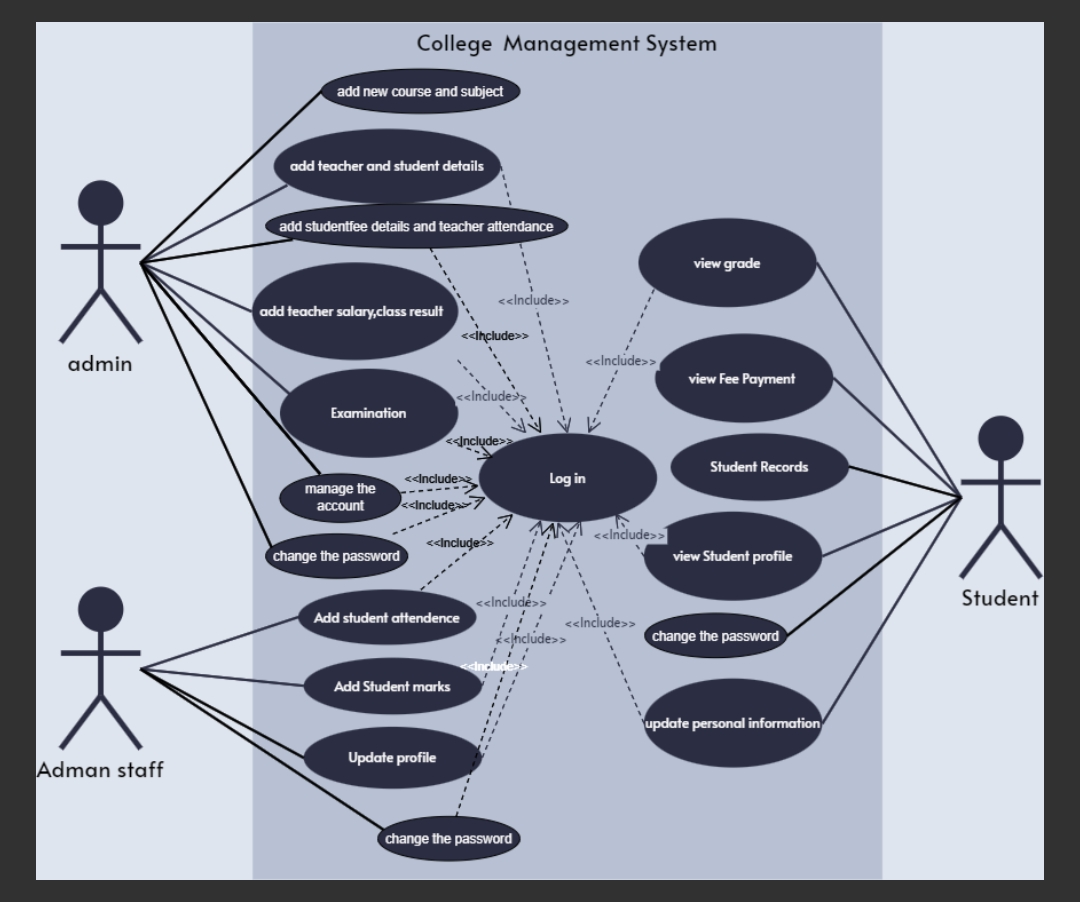 College Management System
add new course and subject
add teacher and student details
add studentfee details and teacher attendance
view grade
<<Include>>
add teacher salary,class result
<<Include>>
<<Include>>
view Fee Payment
admin
<<Include>>
Examination
<<Include>>
Student Records
<<Include>>
Log in
manage the
account
<<Include>>
<<Include>>
<<Include>>
change the password
view Student profile
Student
<<Include>>
Add student attendence
<<Include>>
<<Include>>
change the password
<<Include>>
Add Student marks
update personal information
Update profile
Adman staff
change the password